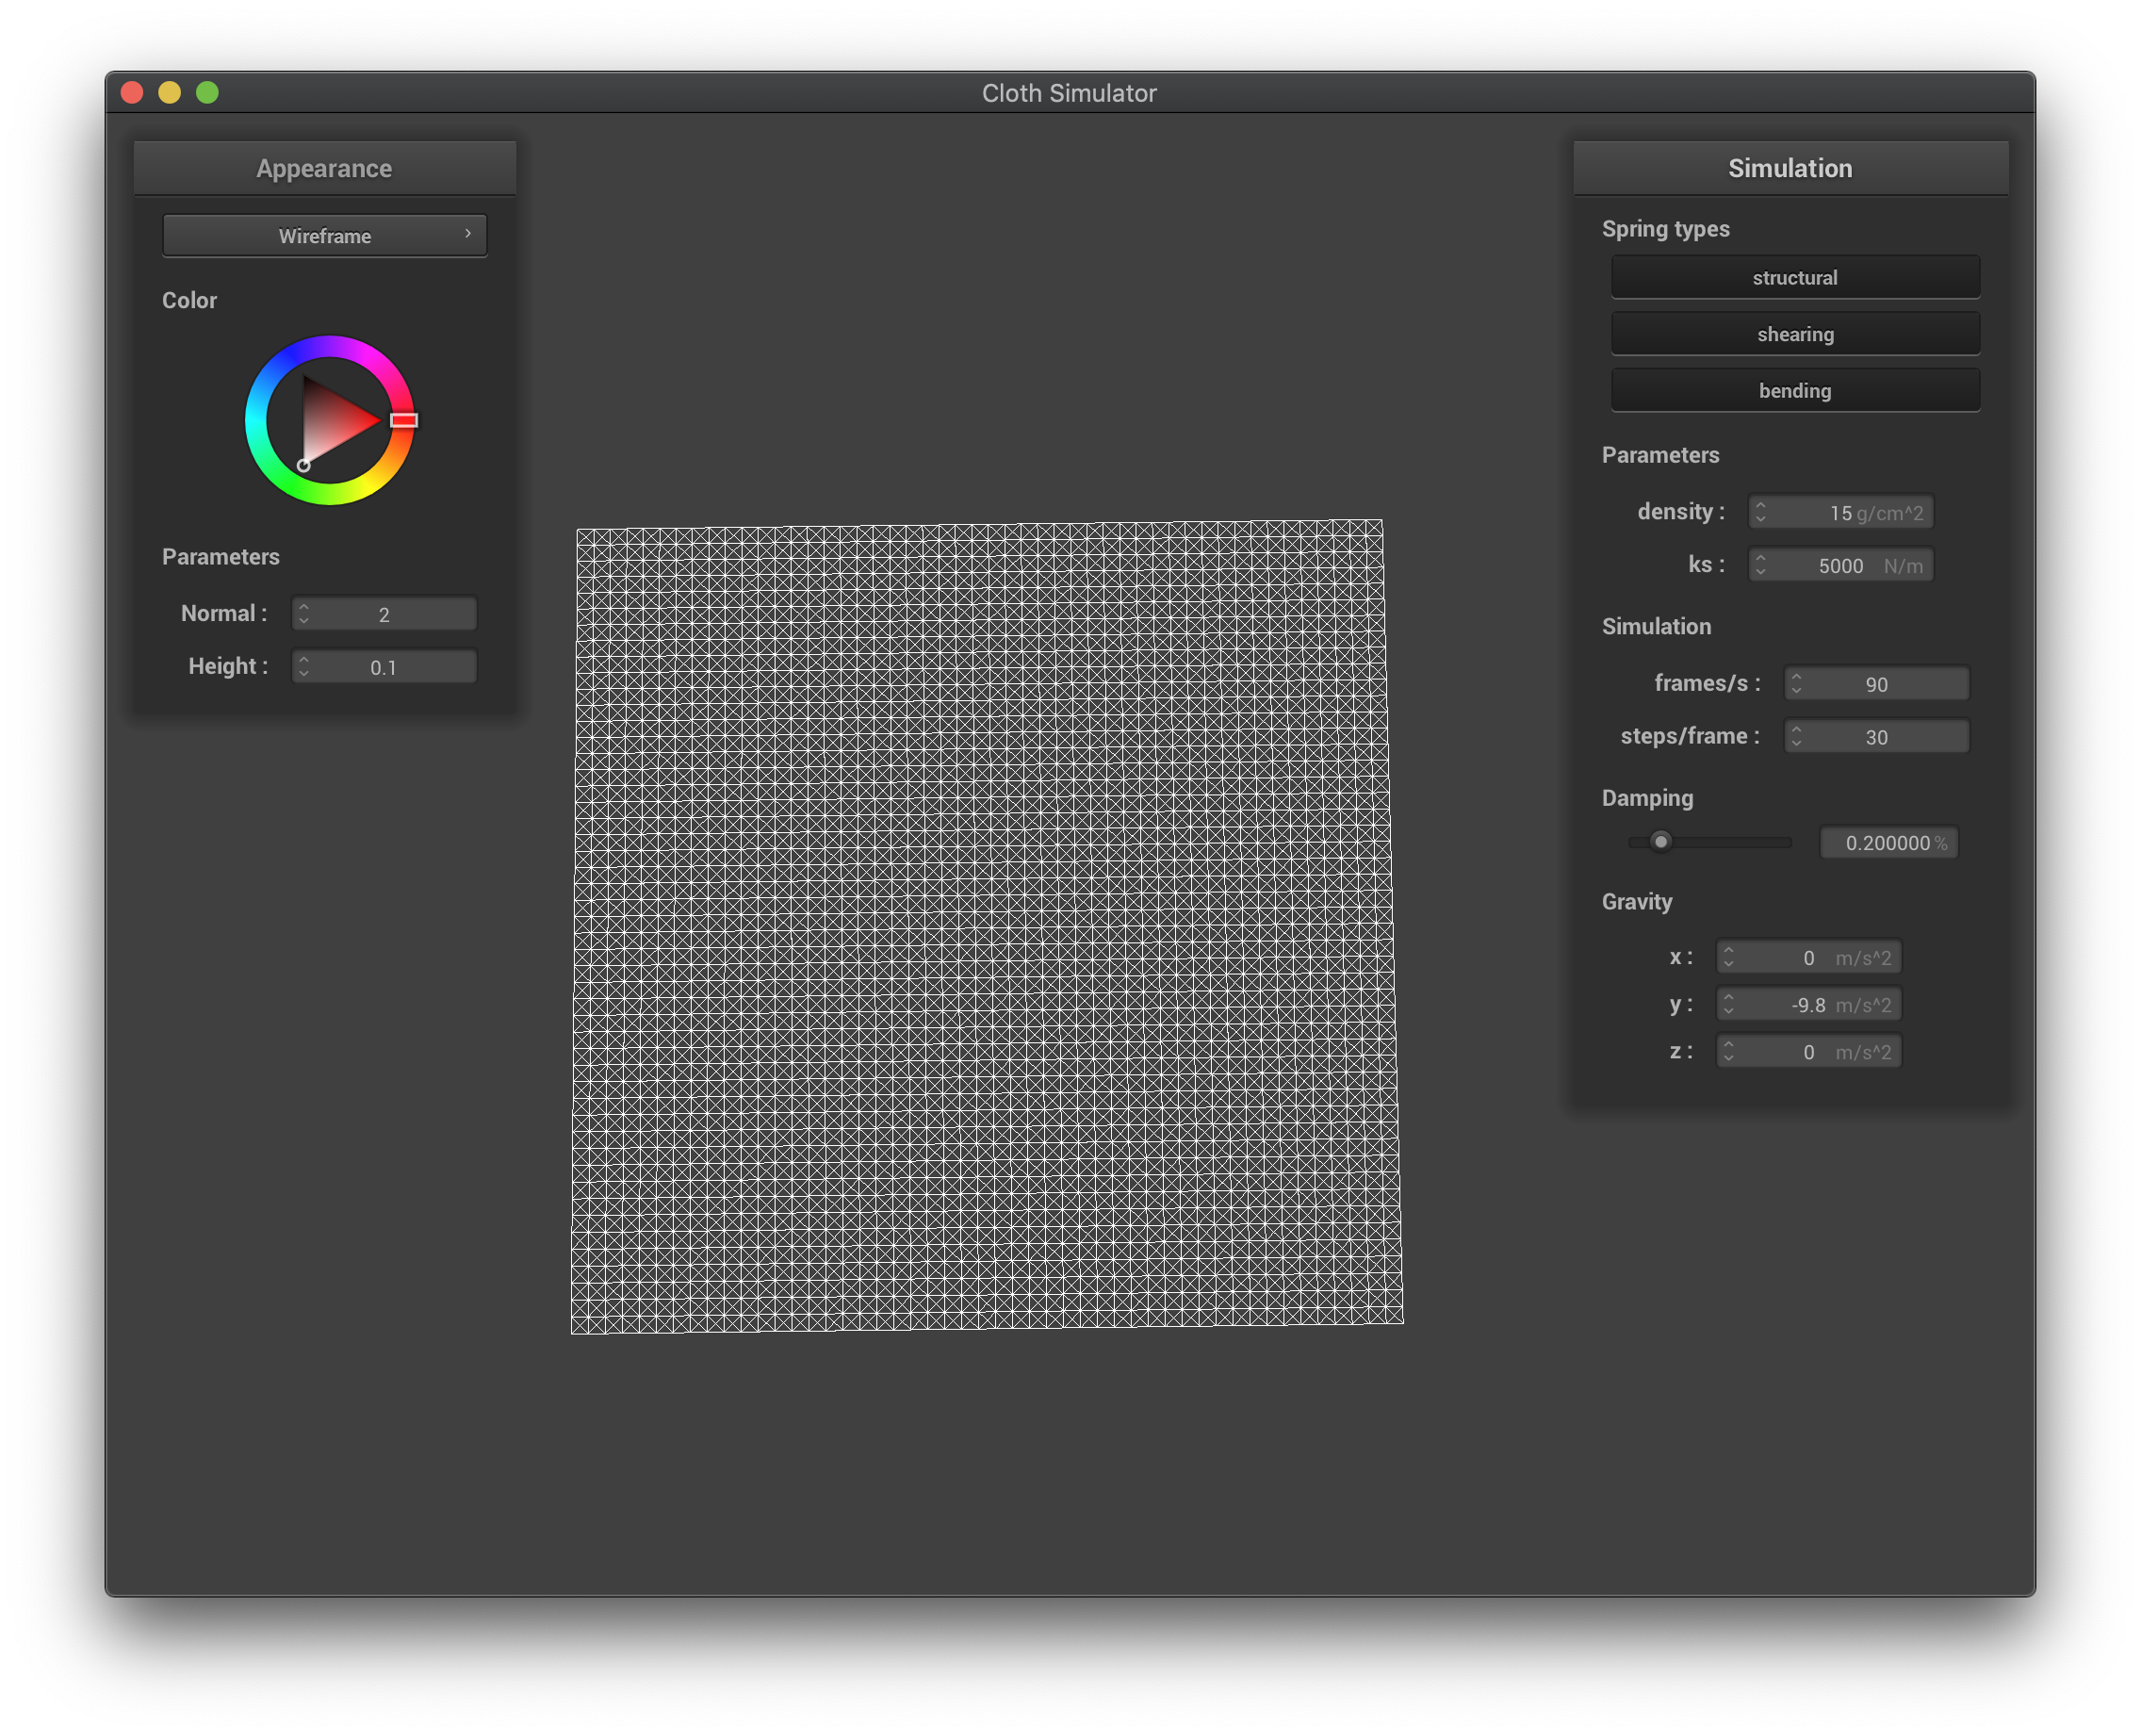 Cloth Simulator
Appearance
Wireframe
Color
Parameters
Normal : 2
Height : 0.1
Simulation
Spring types
structural
shearing
bending
Parameters
density : 15 g/cm^2
ks : 5000 N/m
Simulation
frames/s : 90
steps/frame : 30
Damping
0.200000 %
Gravity
x : 0 m/s^2
y : -9.8 m/s^2
z : 0 m/s^2